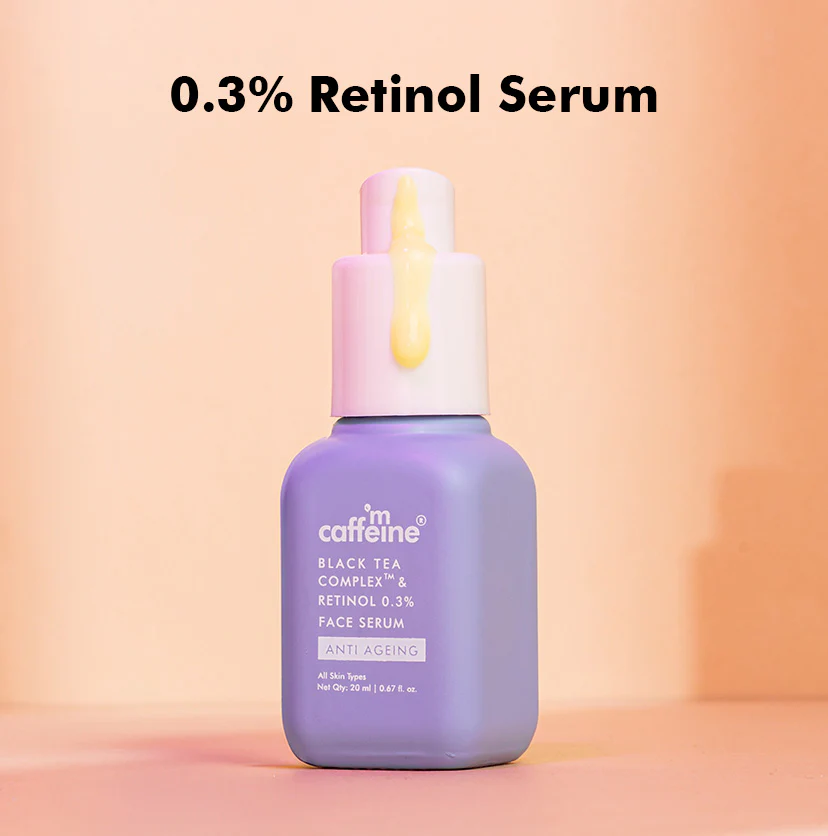 0.3% Retinol Serum
'm
caffeine®
BLACK TEA
COMPLEX™ &
RETINOL 0.3%
FACE SERUM
ANTI AGEING
All Skin Types
Net Qty: 20 ml | 0.67 fl. oz.